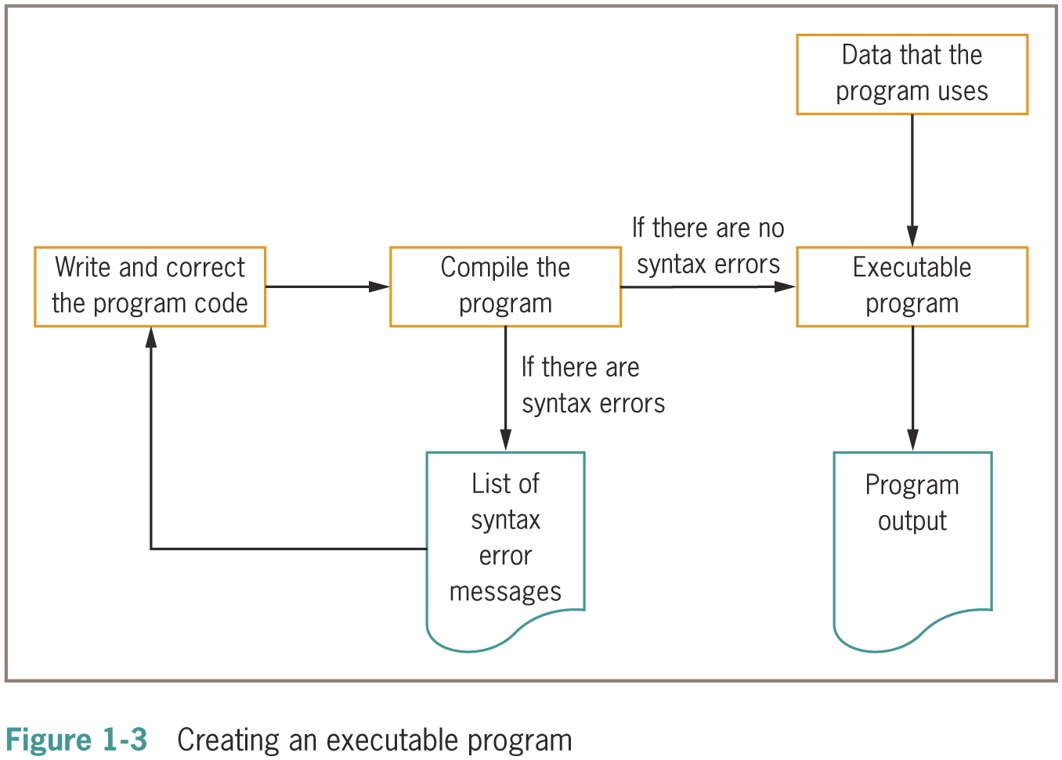 Data that the
program uses
If there are no
syntax errors
Write and correct
the program code
Compile the
program
Executable
program
If there are
syntax errors
List of
syntax
error
messages
Program
output
Figure 1-3 Creating an executable program